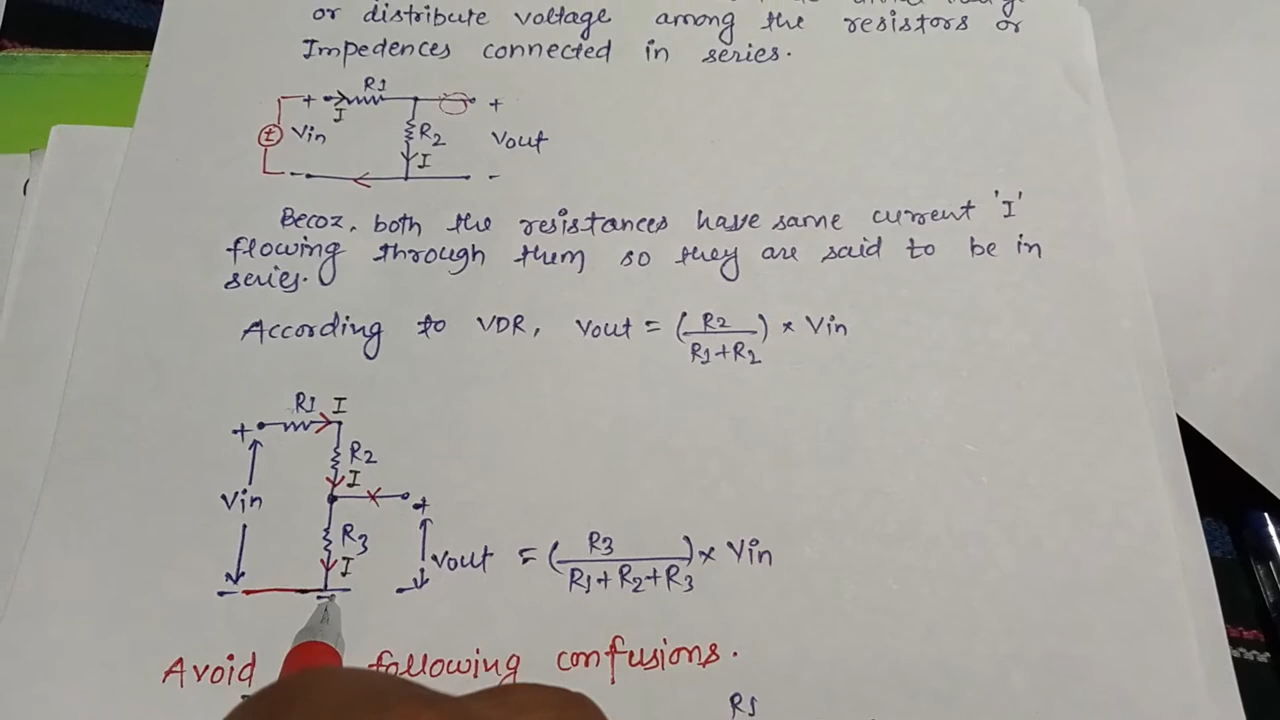 or distribute voltage among the resistors or
Impedences connected in series.
R1
+ I + 
Vin R2 Vout
I
- -
Becoz, both the resistances have same current 'I'
flowing through them so they are said to be in
series.
According to VDR, Vout = (R2 / R1+R2) × Vin
R1 I
+ R2
I
Vin +
R3
I Vout = (R3 / R1+R2+R3) × Vin
- -
Avoid following confusions.
R1